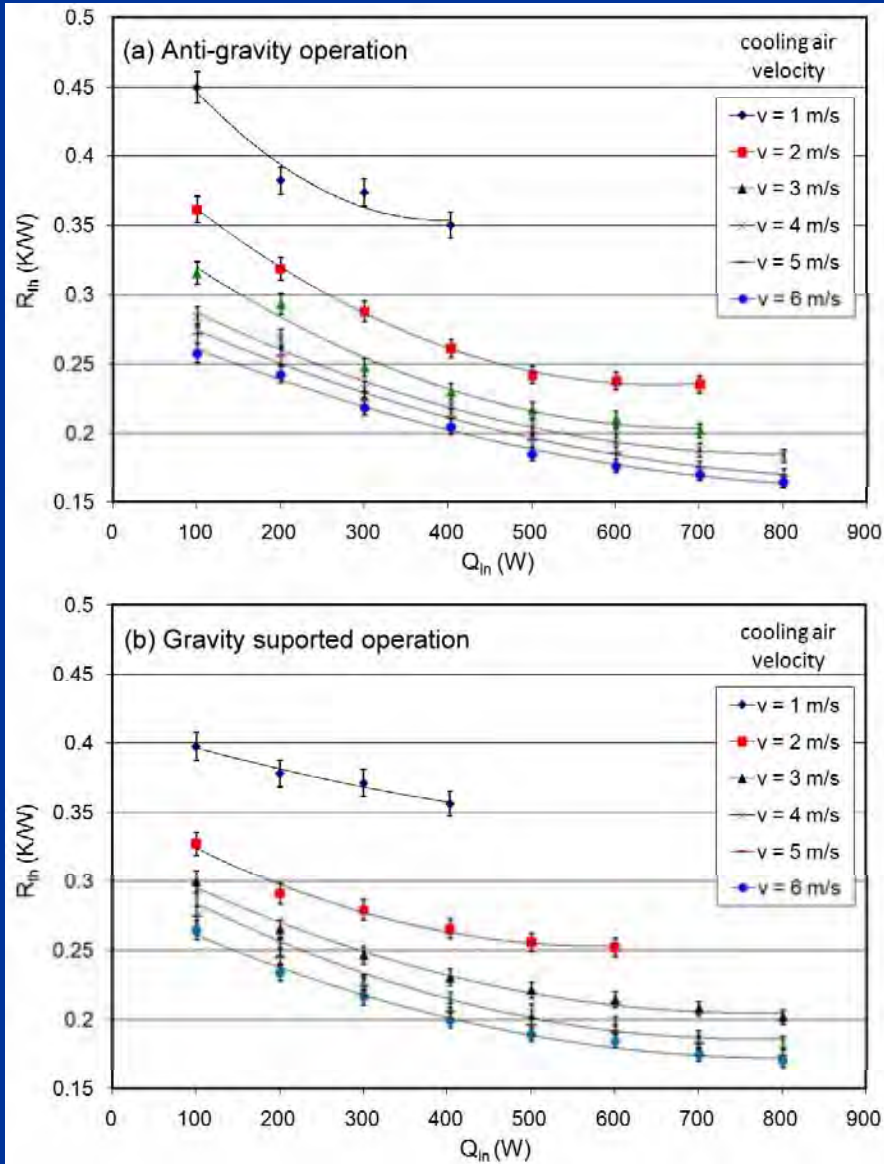 (a) Anti-gravity operation
cooling air
velocity
v = 1 m/s
v = 2 m/s
v = 3 m/s
v = 4 m/s
v = 5 m/s
v = 6 m/s
0.5
0.45
0.4
0.35
0.3
0.25
0.2
0.15
Rth (K/W)
0 100 200 300 400 500 600 700 800 900
Qin (W)
(b) Gravity suported operation
cooling air
velocity
v = 1 m/s
v = 2 m/s
v = 3 m/s
v = 4 m/s
v = 5 m/s
v = 6 m/s
0.5
0.45
0.4
0.35
0.3
0.25
0.2
0.15
Rth (K/W)
0 100 200 300 400 500 600 700 800 900
Qin (W)